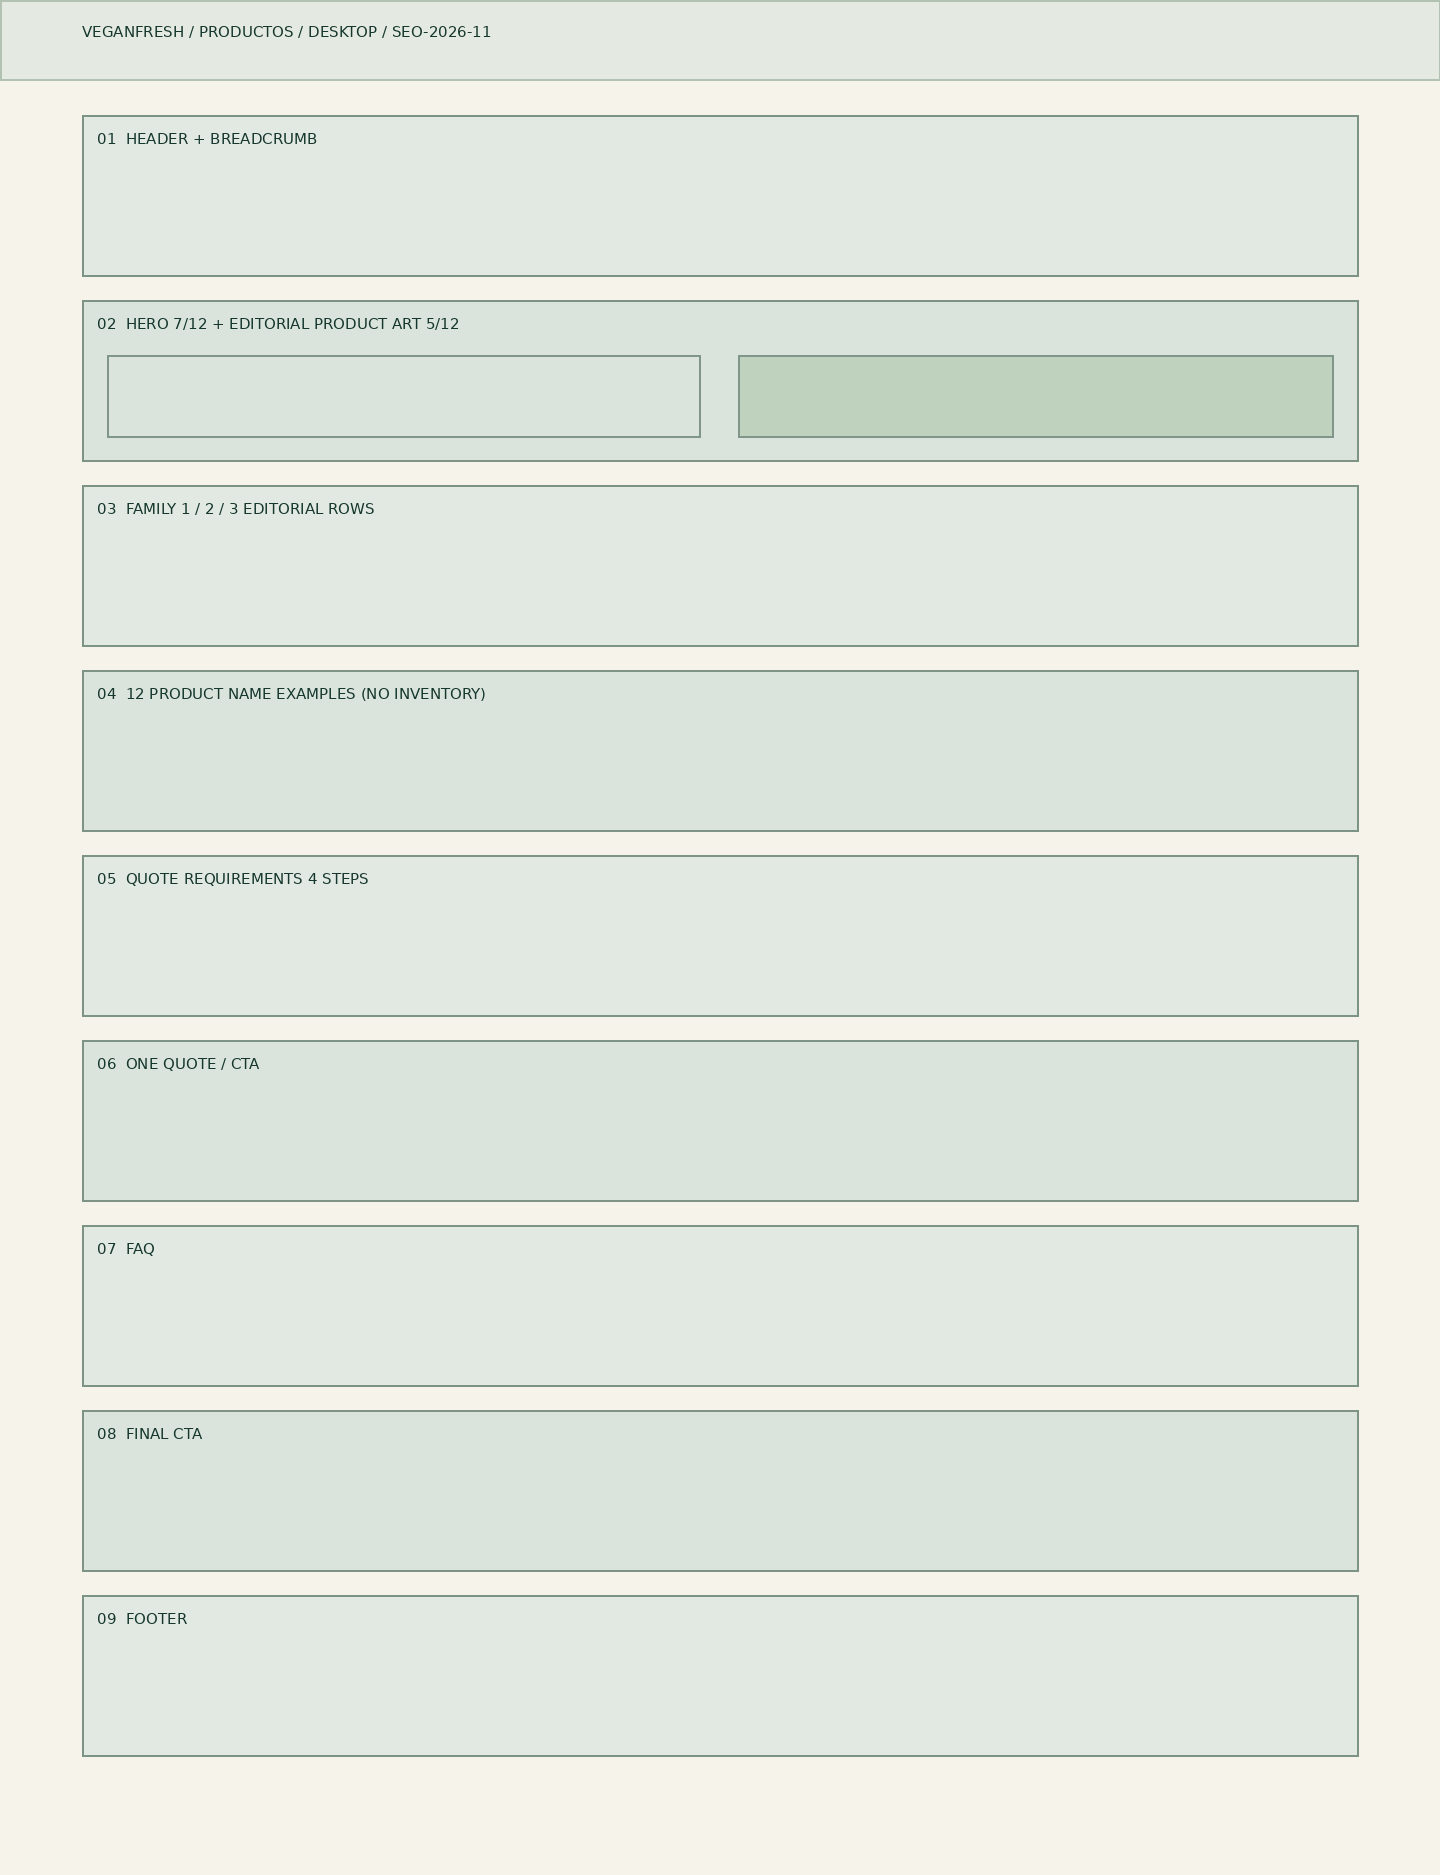 VEGANFRESH / PRODUCTOS / DESKTOP / SEO-2026-11
01 HEADER + BREADCRUMB
02 HERO 7/12 + EDITORIAL PRODUCT ART 5/12
03 FAMILY 1 / 2 / 3 EDITORIAL ROWS
04 12 PRODUCT NAME EXAMPLES (NO INVENTORY)
05 QUOTE REQUIREMENTS 4 STEPS
06 ONE QUOTE / CTA
07 FAQ
08 FINAL CTA
09 FOOTER